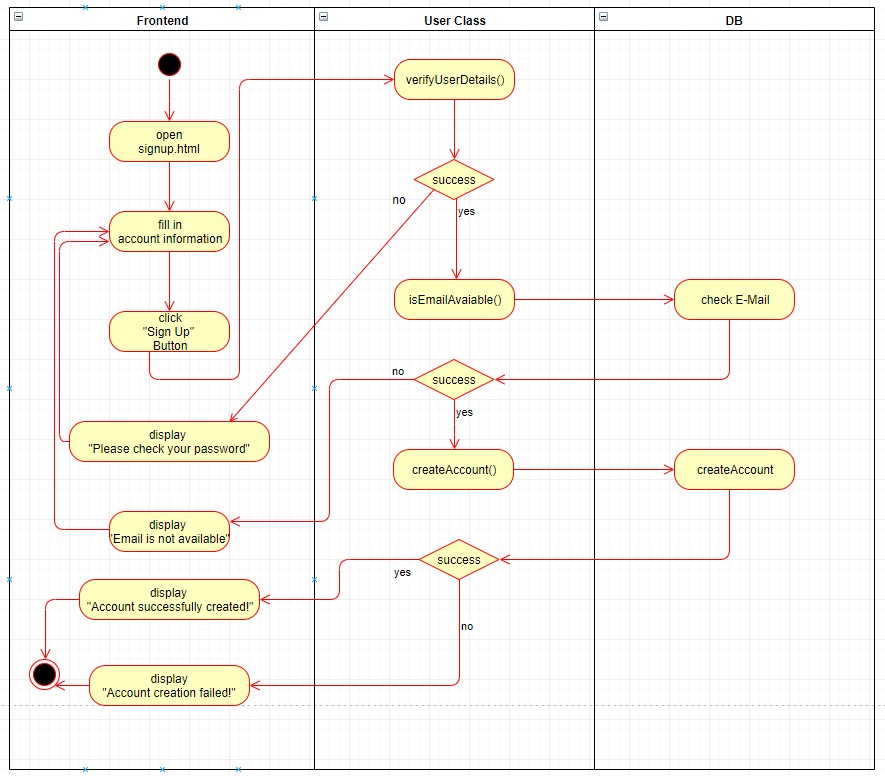 Frontend
User Class
DB
verifyUserDetails()
open
signup.html
success
no
yes
fill in
account information
isEmailAvaiable()
check E-Mail
click
"Sign Up"
Button
no
success
yes
display
"Please check your password"
createAccount()
createAccount
display
"Email is not available"
success
yes
display
"Account successfully created!"
no
display
"Account creation failed!"